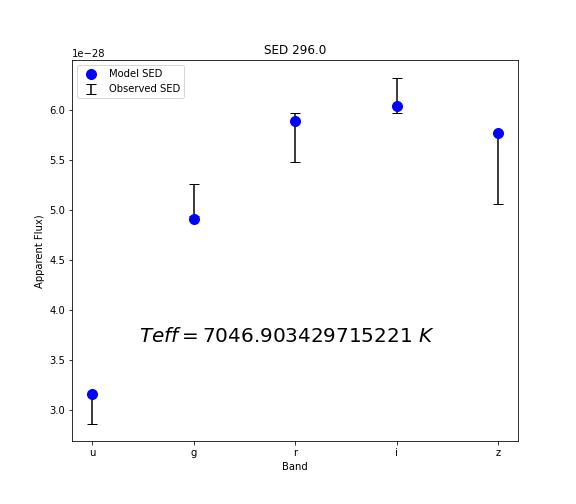 SED 296.0
1e−28
Model SED
Observed SED
6.0
5.5
5.0
4.5
4.0
3.5
3.0
Apparent Flux)
Teff = 7046.903429715221 K
u g r i z
Band